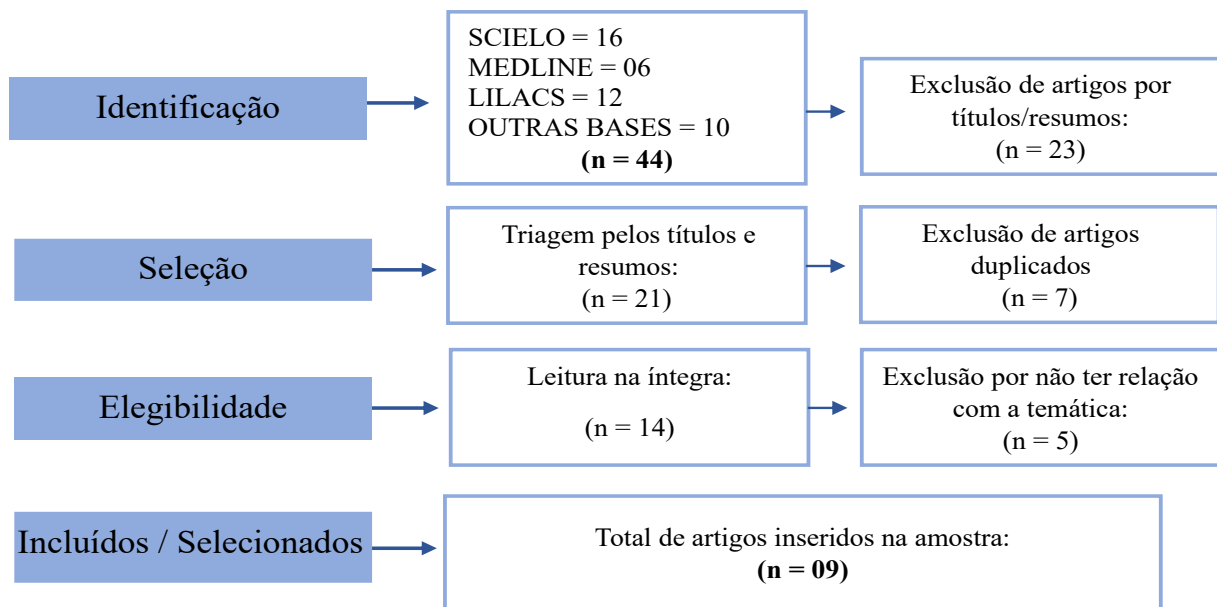 Identificação
SCIELO = 16
MEDLINE = 06
LILACS = 12
OUTRAS BASES = 10
(n = 44)
Exclusão de artigos por
títulos/resumos:
(n = 23)
Seleção
Triagem pelos títulos e
resumos:
(n = 21)
Exclusão de artigos
duplicados
(n = 7)
Elegibilidade
Leitura na íntegra:
(n = 14)
Exclusão por não ter relação
com a temática:
(n = 5)
Incluídos / Selecionados
Total de artigos inseridos na amostra:
(n = 09)